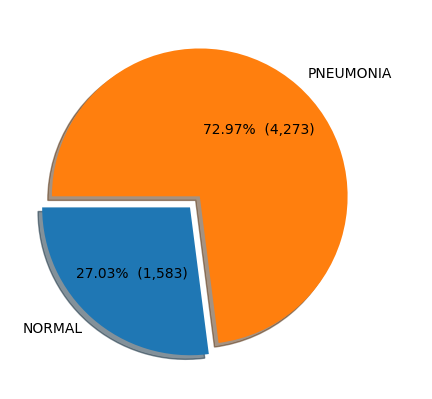 PNEUMONIA
72.97%  (4,273)
27.03%  (1,583)
NORMAL